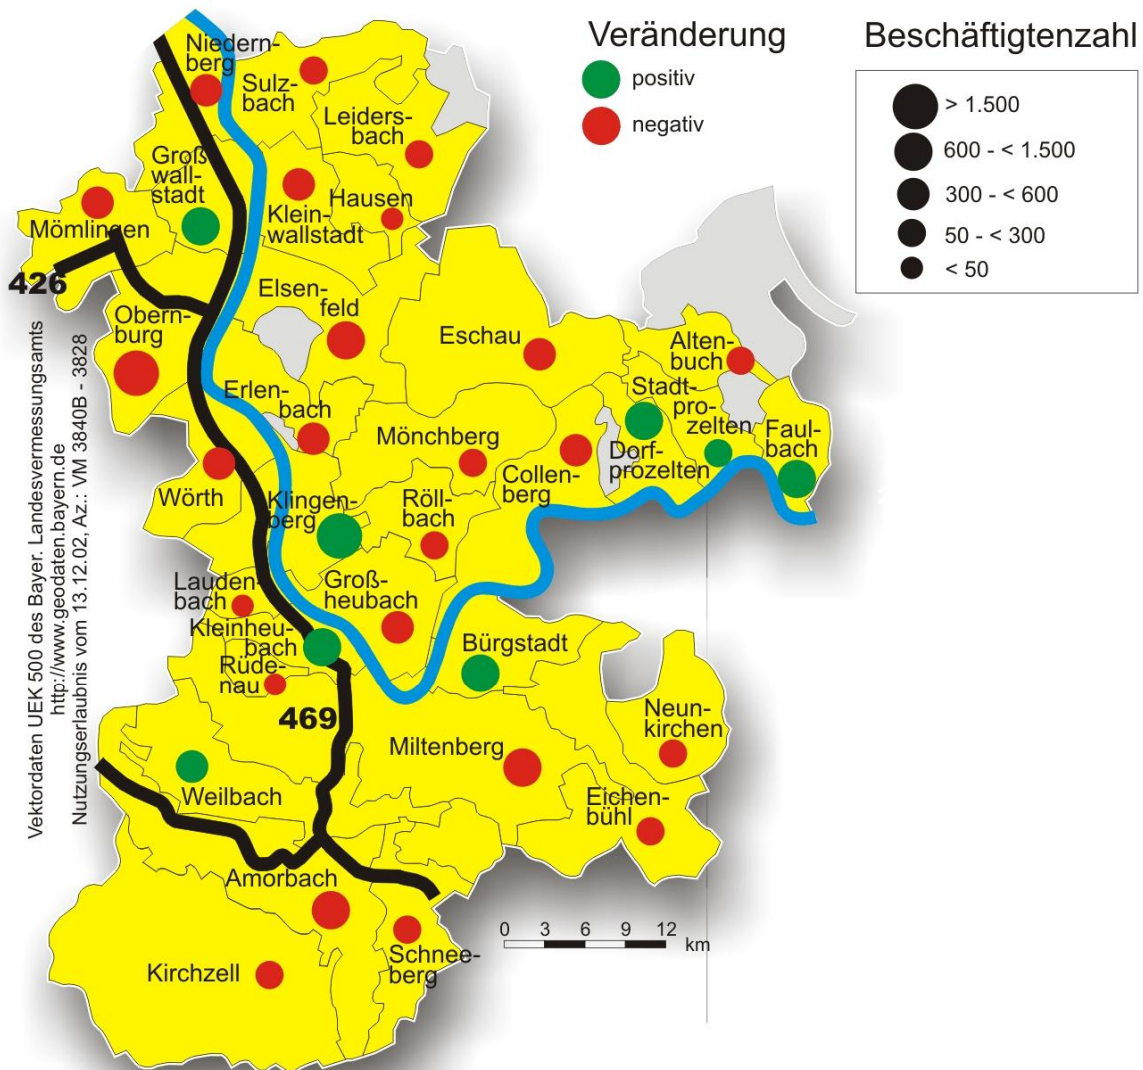 Veränderung
positiv
negativ
Beschäftigtenzahl
> 1.500
600 - < 1.500
300 - < 600
50 - < 300
< 50
Niedern-
berg
Sulz-
bach
Leiders-
bach
Groß
wall-
stadt
Hausen
Klein-
wallstadt
Mömlingen
426
Obern-
burg
Elsen-
feld
Eschau
Alten-
buch
Stadt-
pro-
zelten
Faul-
bach
Dorf-
prozelten
Erlen-
bach
Mönchberg
Collen-
berg
Wörth
Klingen-
berg
Röll-
bach
Lauden-
bach
Groß-
heubach
Kleinheu-
bach
Rüde-
nau
Bürgstadt
469
Miltenberg
Neun-
kirchen
Weilbach
Eichen-
bühl
Amorbach
Schnee-
berg
Kirchzell
0 3 6 9 12
km
Vektordaten UEK 500 des Bayer. Landesvermessungsamts
http://www.geodaten.bayern.de
Nutzungserlaubnis vom 13.12.02, Az.: VM 3840B - 3828